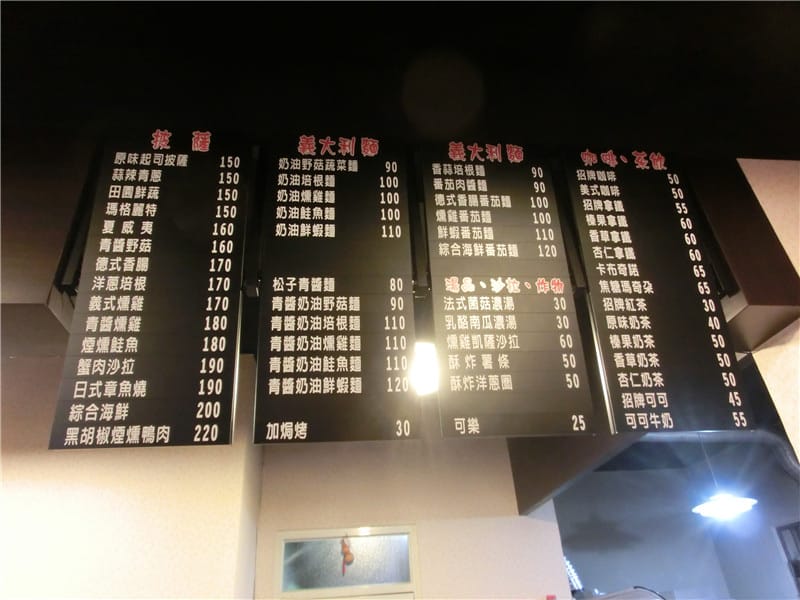 披薩
原味起司披薩 150
蒜辣青蔥 150
田園鮮蔬 150
瑪格麗特 150
夏威夷 160
青醬野菇 160
德式香腸 170
洋蔥培根 170
義式燻雞 170
青醬燻雞 180
煙燻鮭魚 180
蟹肉沙拉 190
日式章魚燒 190
綜合海鮮 200
黑胡椒煙燻鴨肉 220
義大利麵
奶油野菇蔬菜麵 90
奶油培根麵 100
奶油燻雞麵 100
奶油鮭魚麵 100
奶油鮮蝦麵 110
松子青醬麵 80
青醬奶油野菇麵 90
青醬奶油培根麵 110
青醬奶油燻雞麵 110
青醬奶油鮭魚麵 110
青醬奶油鮮蝦麵 120
加焗烤 30
義大利麵
香蒜培根麵 90
番茄肉醬麵 90
德式香腸番茄麵 100
燻雞番茄麵 100
鮮蝦番茄麵 110
綜合海鮮番茄麵 120
湯品、沙拉、炸物
法式菌菇濃湯 30
乳酪南瓜濃湯 30
燻雞凱薩沙拉 60
酥炸薯條 50
酥炸洋蔥圈 50
可樂 25
咖啡、茶飲
招牌咖啡 50
美式咖啡 50
招牌拿鐵 55
榛果拿鐵 60
香草拿鐵 60
杏仁拿鐵 60
卡布奇諾 65
焦糖瑪奇朵 65
招牌紅茶 30
原味奶茶 40
榛果奶茶 50
香草奶茶 50
杏仁奶茶 50
招牌可可 45
可可牛奶 55